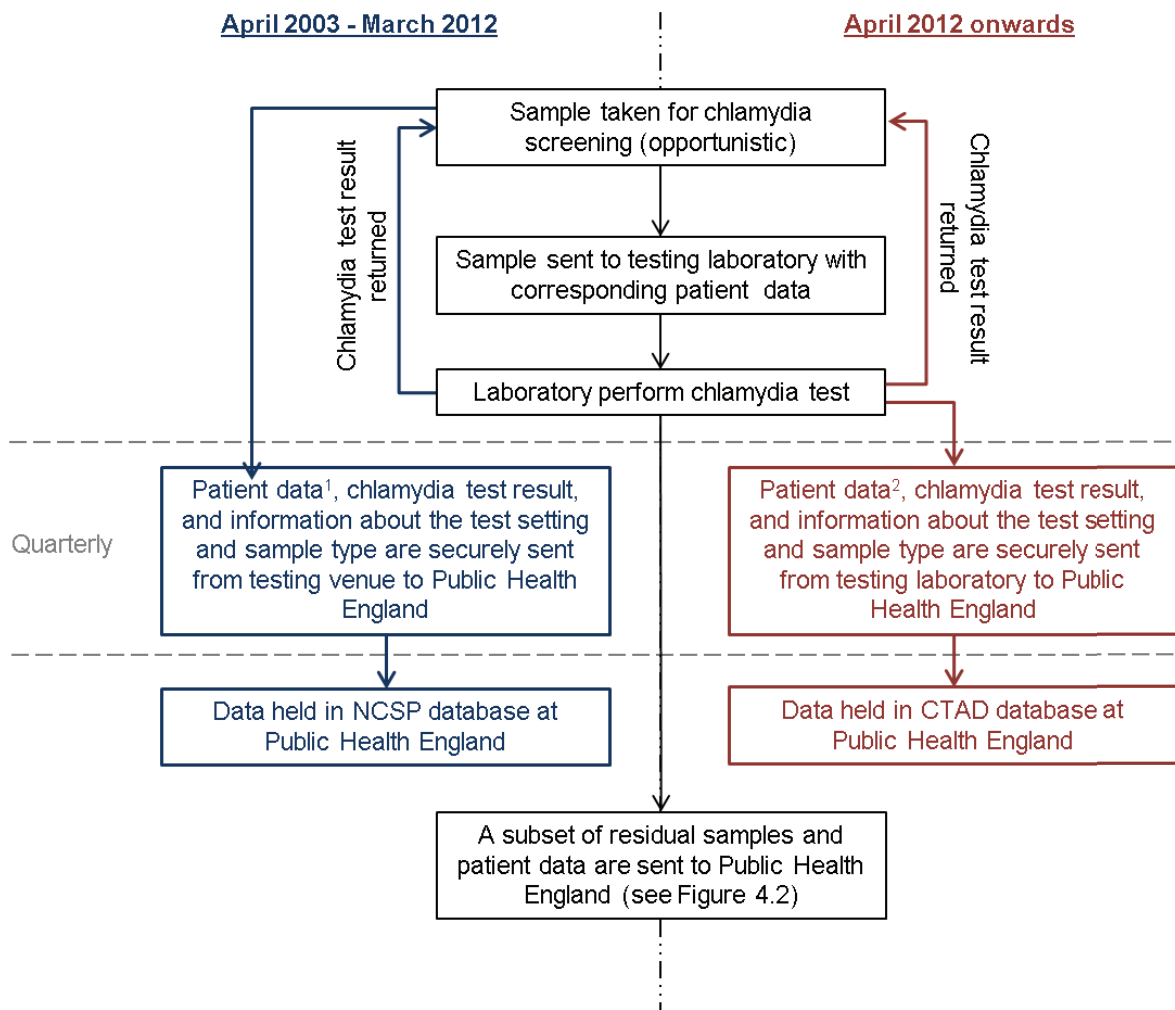 April 2003 - March 2012
April 2012 onwards
Sample taken for chlamydia
screening (opportunistic)
Chlamydia test result
returned
Chlamydia test result
returned
Sample sent to testing laboratory with
corresponding patient data
Laboratory perform chlamydia test
Quarterly
Patient data¹, chlamydia test result,
and information about the test setting
and sample type are securely sent
from testing venue to Public Health
England
Patient data², chlamydia test result,
and information about the test setting
and sample type are securely sent
from testing laboratory to Public
Health England
Data held in NCSP database at
Public Health England
Data held in CTAD database at
Public Health England
A subset of residual samples and
patient data are sent to Public Health
England (see Figure 4.2)